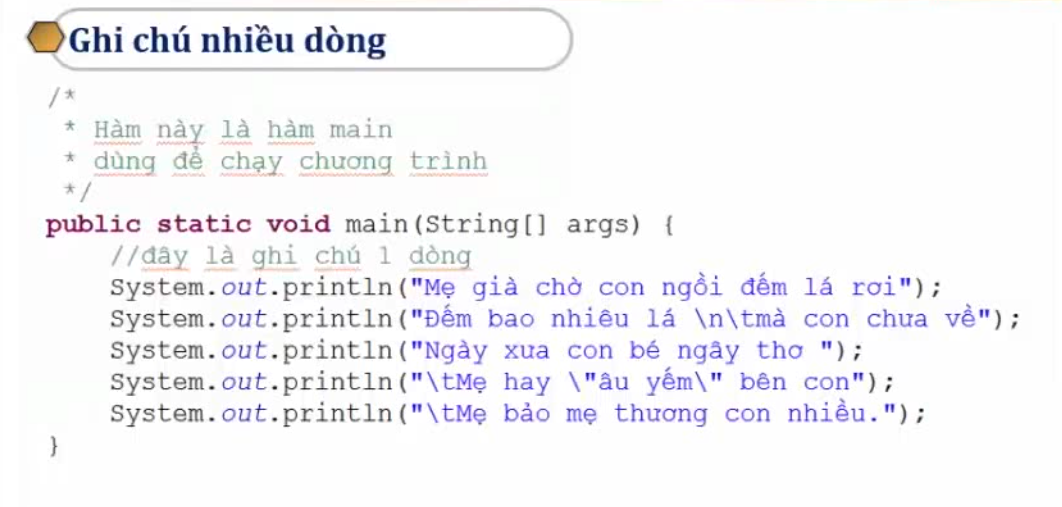 Ghi chú nhiều dòng
/*
 * Hàm này là hàm main
 * dùng để chạy chương trình
 */
public static void main(String[] args) {
    //đây là ghi chú 1 dòng
    System.out.println("Mẹ già chờ con ngồi đếm lá rơi");
    System.out.println("Đếm bao nhiêu lá \n\tmà con chưa về");
    System.out.println("Ngày xưa con bé ngây thơ ");
    System.out.println("\tMẹ hay \"âu yếm\" bên con");
    System.out.println("\tMẹ bảo mẹ thương con nhiều.");
}